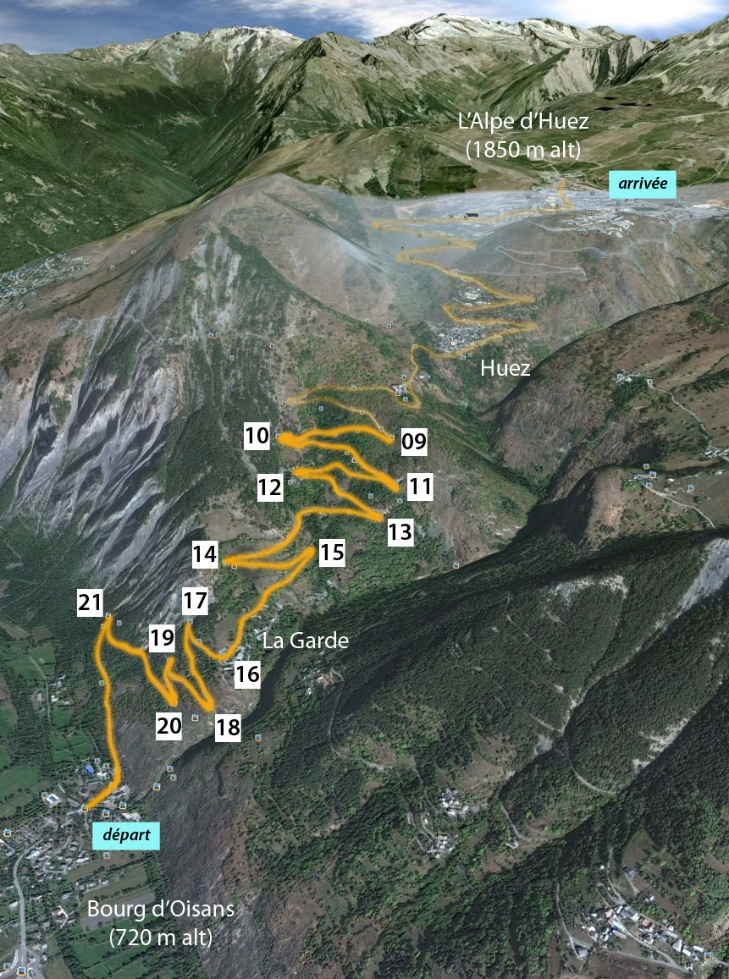 L'Alpe d'Huez
(1850 m alt)
arrivée
Huez
10
09
12
11
13
14
15
21
17
19
La Garde
16
20
18
départ
Bourg d'Oisans
(720 m alt)